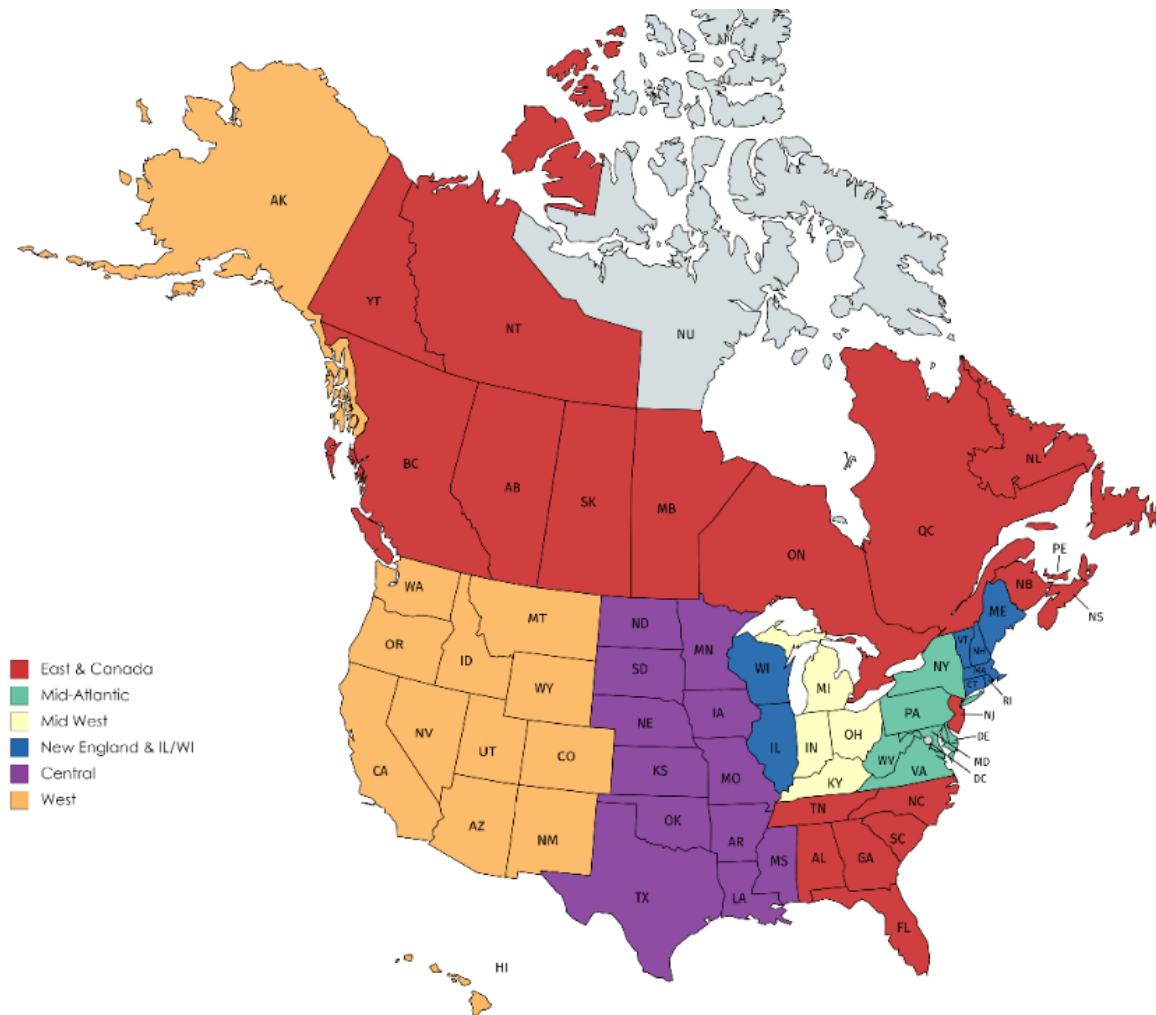 AK
YT
NT
NU
BC
AB
SK
MB
ON
QC
NL
PE
NB
NS
WA
MT
ND
MN
ME
OR
ID
SD
WI
VT
NH
NY
MA
WY
MI
CT
RI
East & Canada
Mid-Atlantic
Mid West
New England & IL/WI
Central
West
NE
IA
PA
NJ
NV
UT
CO
IL
IN
OH
DE
CA
KS
MO
WV
VA
MD
DC
KY
AZ
NM
OK
AR
TN
NC
SC
MS
AL
GA
TX
LA
FL
HI